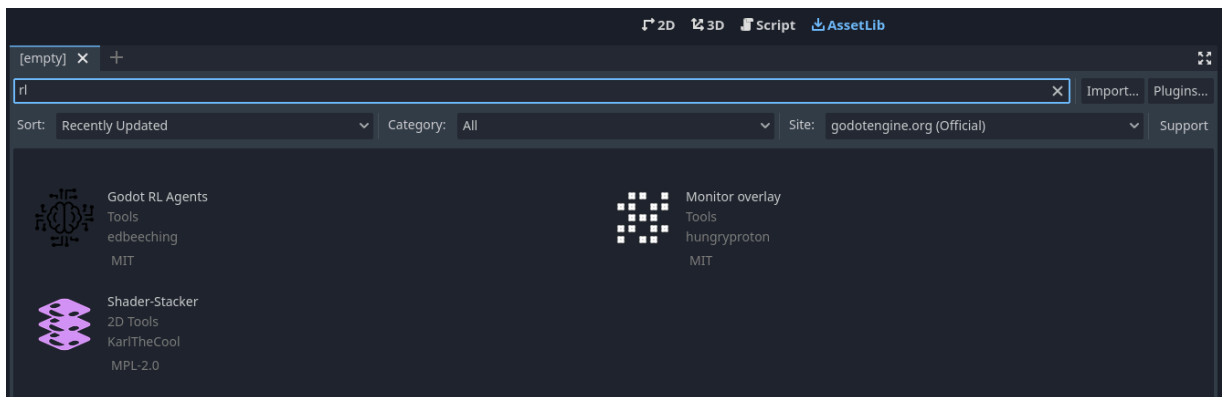 2D 3D Script AssetLib
[empty]
rl Import... Plugins...
Sort: Recently Updated Category: All Site: godotengine.org (Official) Support
Godot RL Agents
Tools
edbeeching
MIT
Monitor overlay
Tools
hungryproton
MIT
Shader-Stacker
2D Tools
KarlTheCool
MPL-2.0